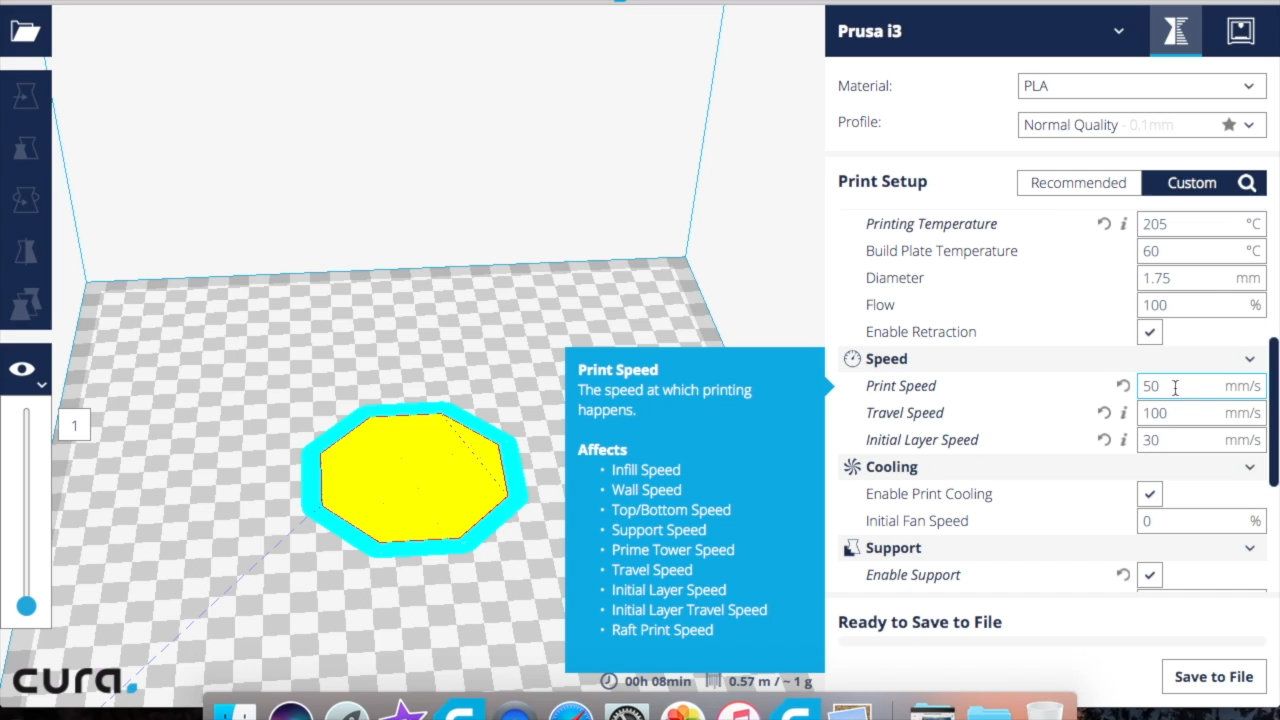 Prusa i3
Material:
PLA
Profile:
Normal Quality - 0.1mm
Print Setup
Recommended
Custom
Printing Temperature
i
205
°C
Build Plate Temperature
60
°C
Diameter
1.75
mm
Flow
100
%
Enable Retraction
Speed
Print Speed
50
mm/s
Travel Speed
i
100
mm/s
Initial Layer Speed
i
30
mm/s
Cooling
Enable Print Cooling
Initial Fan Speed
0
%
Support
Enable Support
Ready to Save to File
Save to File
1
Print Speed
The speed at which printing
happens.
Affects
• Infill Speed
• Wall Speed
• Top/Bottom Speed
• Support Speed
• Prime Tower Speed
• Travel Speed
• Initial Layer Speed
• Initial Layer Travel Speed
• Raft Print Speed
00h 08min
0.57 m / ~ 1 g
cura.